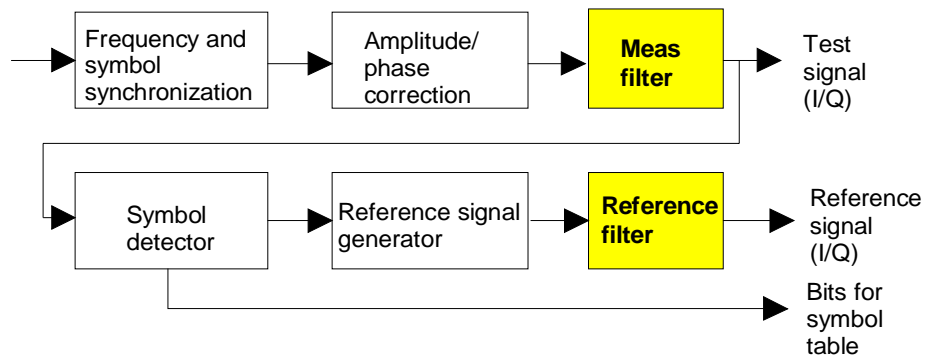 Frequency and
symbol
synchronization
Amplitude/
phase
correction
Meas
filter
Test
signal
(I/Q)
Symbol
detector
Reference signal
generator
Reference
filter
Reference
signal
(I/Q)
Bits for
symbol
table